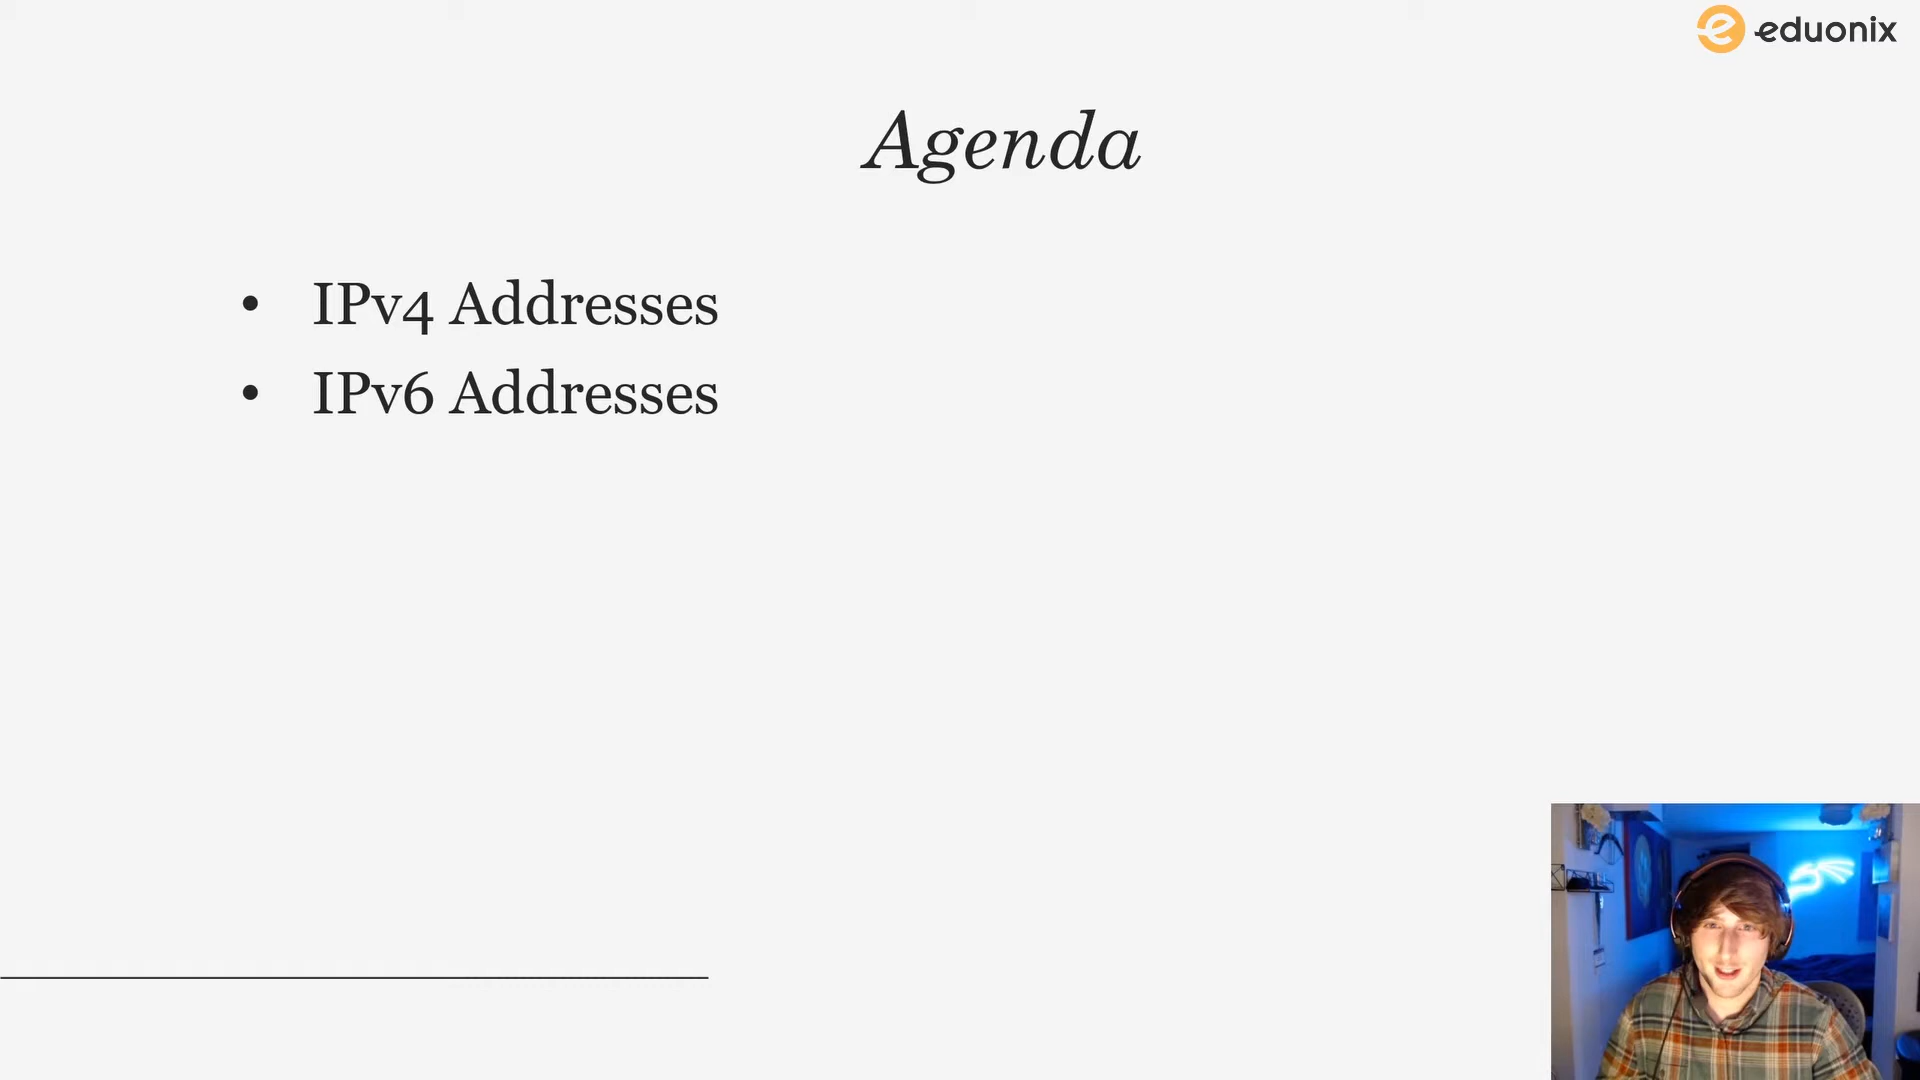 eduonix
Agenda
• IPv4 Addresses
• IPv6 Addresses